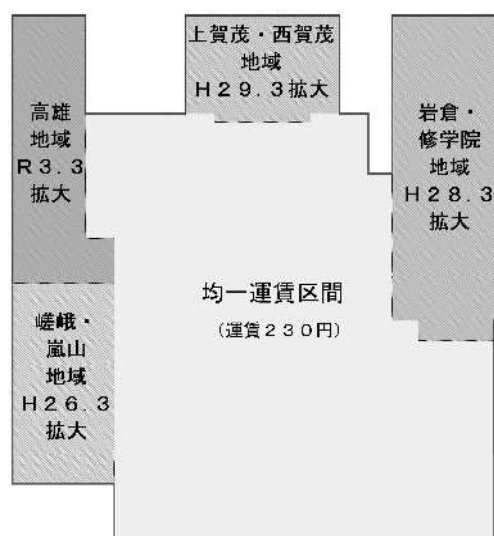 上賀茂・西賀茂
地域
H29.3拡大
高雄
地域
R3.3
拡大
岩倉・
修学院
地域
H28.3
拡大
均一運賃区間
（運賃230円）
嵯峨・
嵐山
地域
H26.3
拡大